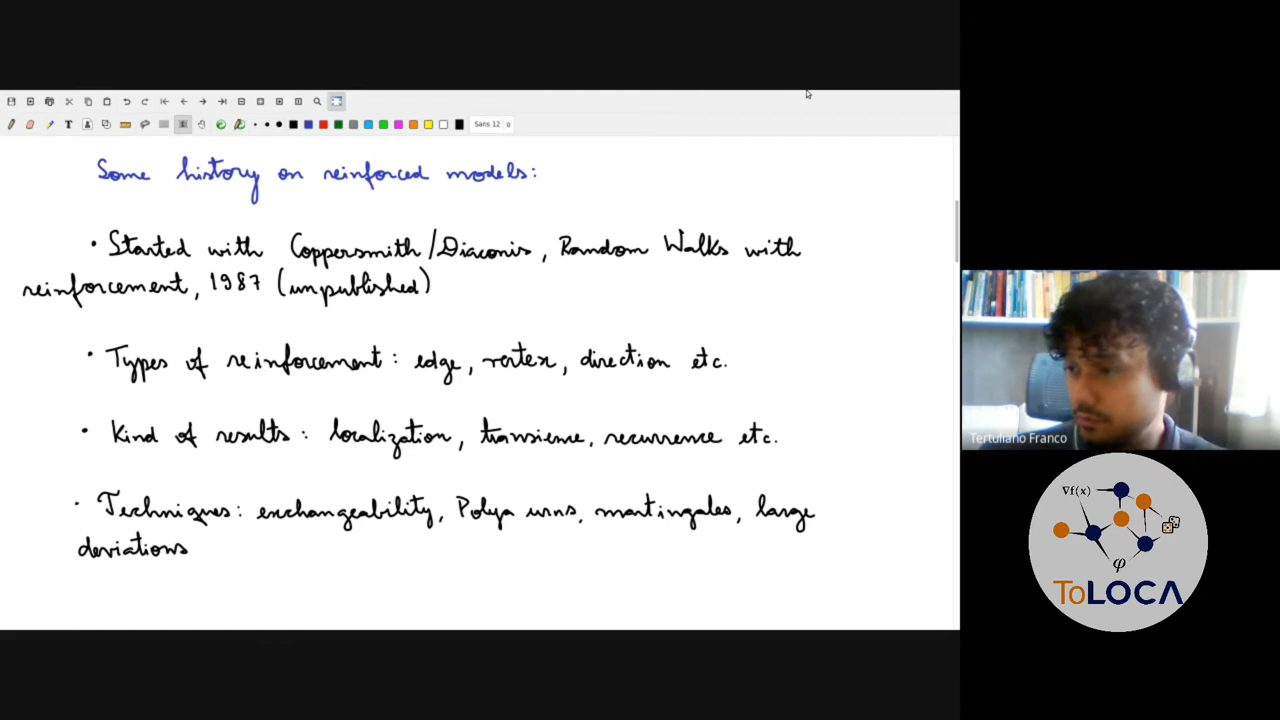 Sans 12
Some history on reinforced models:
• Started with Coppersmith/Diaconis, Random Walks with
reinforcement, 1987 (unpublished)
• Types of reinforcement: edge, vertex, direction etc.
• Kind of results: localization, transience, recurrence etc.
• Techniques: exchangeability, Polya urns, martingales, large
deviations
Tertuliano Franco
∇f(x)
φ
ToLOCA